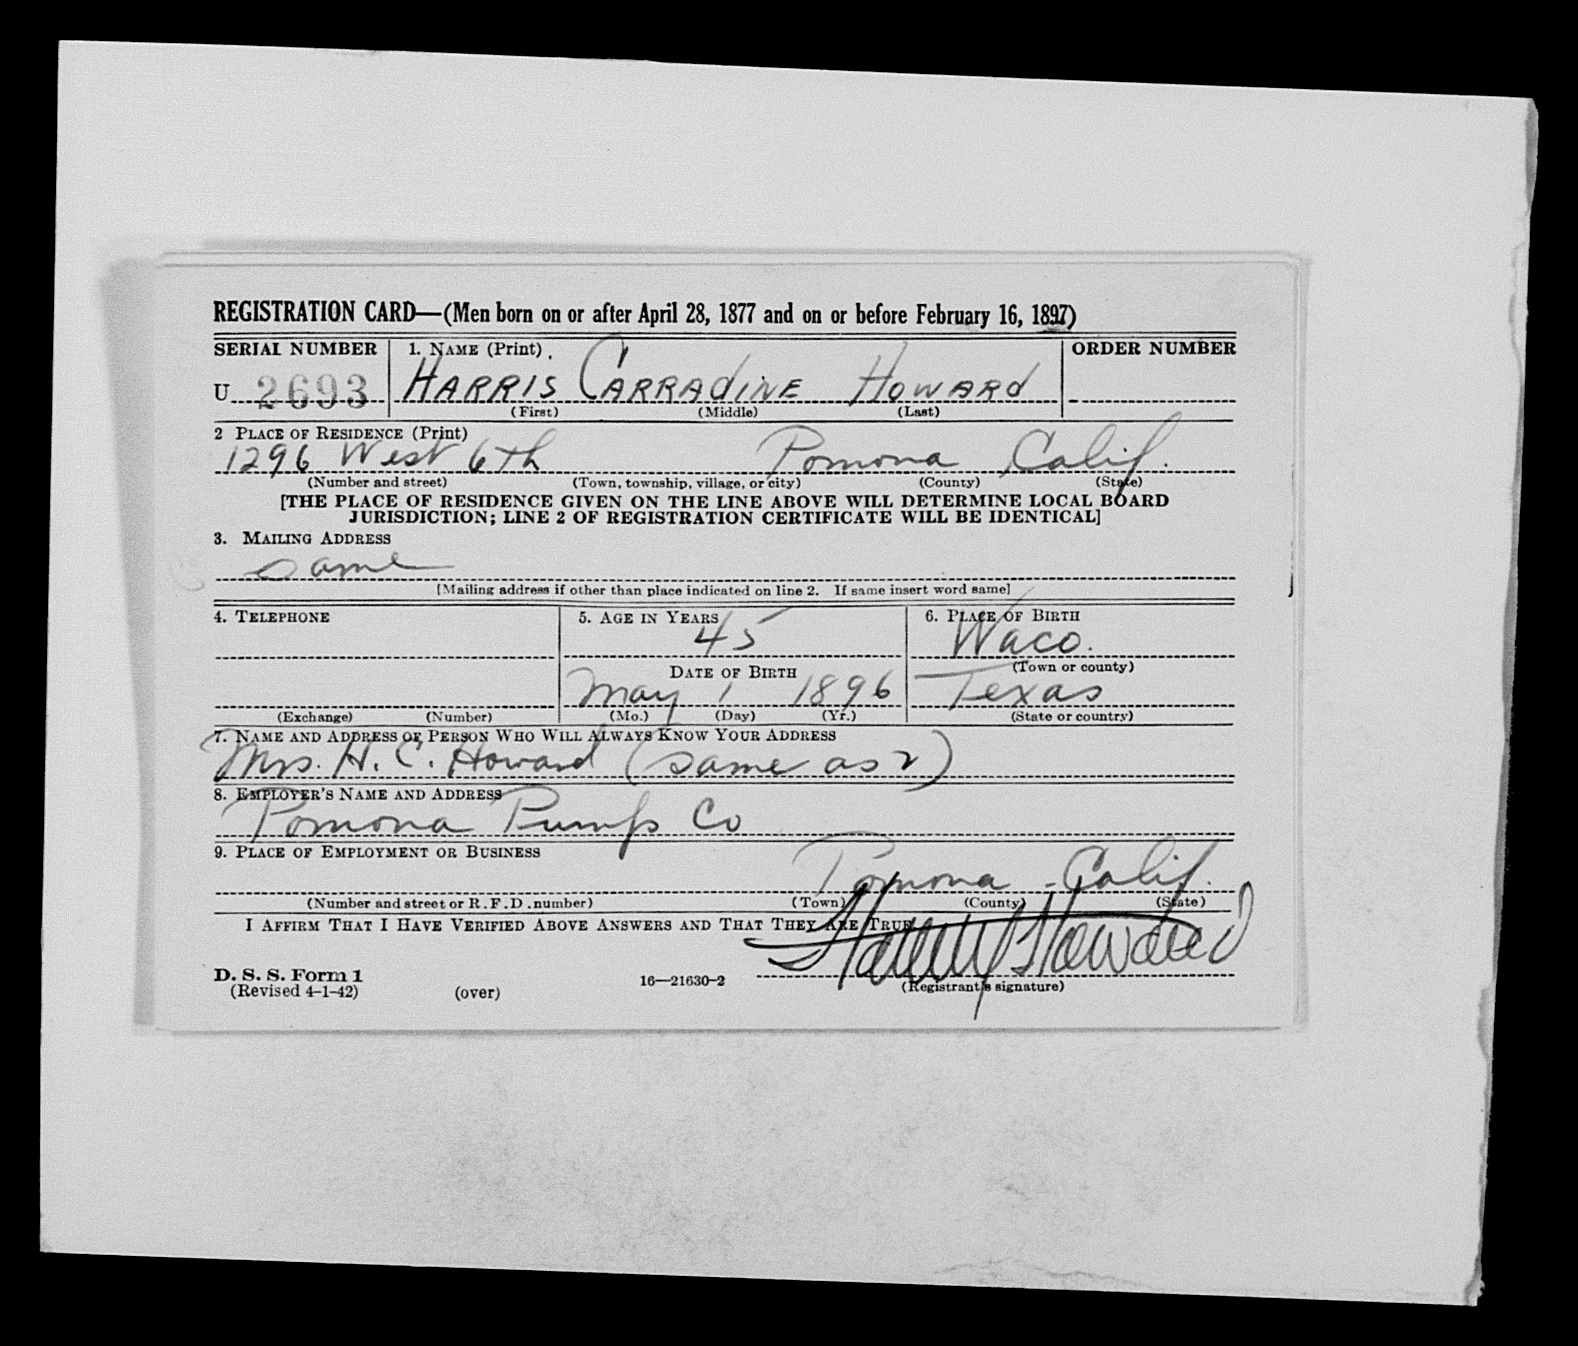 REGISTRATION CARD—(Men born on or after April 28, 1877 and on or before February 16, 1897)
SERIAL NUMBER 1. NAME (Print) ORDER NUMBER
U 2693 HARRIS CARRADINE HOWARD
(First) (Middle) (Last)
2 PLACE OF RESIDENCE (Print)
1296 West 6th Pomona Calif.
(Number and street) (Town, township, village, or city) (County) (State)
[THE PLACE OF RESIDENCE GIVEN ON THE LINE ABOVE WILL DETERMINE LOCAL BOARD
JURISDICTION; LINE 2 OF REGISTRATION CERTIFICATE WILL BE IDENTICAL]
3. MAILING ADDRESS
Same
[Mailing address if other than place indicated on line 2. If same insert word same]
4. TELEPHONE 5. AGE IN YEARS 6. PLACE OF BIRTH
45 Waco.
DATE OF BIRTH (Town or county)
May 1 1896 Texas
(Exchange) (Number) (Mo.) (Day) (Yr.) (State or country)
7. NAME AND ADDRESS OF PERSON WHO WILL ALWAYS KNOW YOUR ADDRESS
Mrs. H. C. Howard (same as 2)
8. EMPLOYER'S NAME AND ADDRESS
Pomona Pump Co
9. PLACE OF EMPLOYMENT OR BUSINESS
Pomona - Calif.
(Number and street or R.F.D. number) (Town) (County) (State)
I AFFIRM THAT I HAVE VERIFIED ABOVE ANSWERS AND THAT THEY ARE TRUE
Harry Howard
D. S. S. Form 1
(Revised 4-1-42) (over) 16—21630-2 (Registrant's signature)